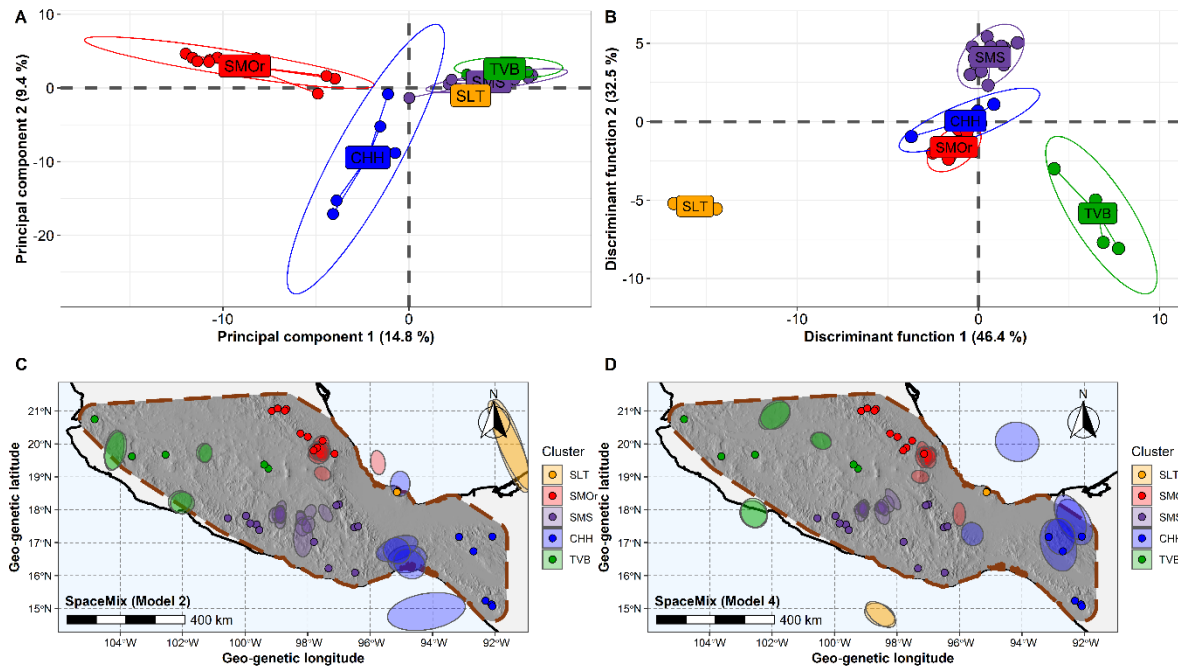 A
10
0
-10
-20
Principal component 2 (9.4 %)
SMOr
TVB
SMS
SLT
CHH
-10
0
Principal component 1 (14.8 %)
B
5
0
-5
-10
Discriminant function 2 (32.5 %)
SMS
CHH
SMOr
SLT
TVB
-10
0
10
Discriminant function 1 (46.4 %)
C
21°N
20°N
19°N
18°N
17°N
16°N
15°N
Geo-genetic latitude
N
Cluster
SLT
SMOr
SMS
CHH
TVB
SpaceMix (Model 2)
400 km
104°W
102°W
100°W
98°W
96°W
94°W
92°W
Geo-genetic longitude
D
21°N
20°N
19°N
18°N
17°N
16°N
15°N
Geo-genetic latitude
N
Cluster
SLT
SMS
CHH
SpaceMix (Model 4)
400 km
104°W
102°W
100°W
98°W
96°W
94°W
92°W
Geo-genetic longitude